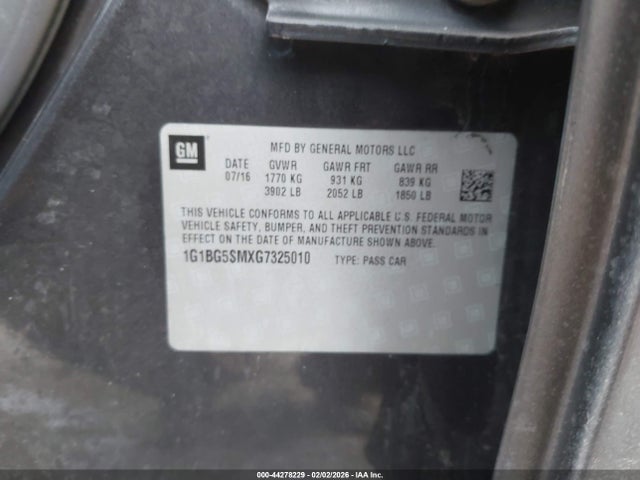 GM
MFD BY GENERAL MOTORS LLC
DATE GVWR GAWR FRT GAWR RR
07/16 1770 KG 931 KG 839 KG
3902 LB 2052 LB 1850 LB
THIS VEHICLE CONFORMS TO ALL APPLICABLE U.S. FEDERAL MOTOR
VEHICLE SAFETY, BUMPER, AND THEFT PREVENTION STANDARDS IN
EFFECT ON THE DATE OF MANUFACTURE SHOWN ABOVE.
1G1BG5SMXG7325010 TYPE: PASS CAR
000-44278229 - 02/02/2026 - IAA Inc.